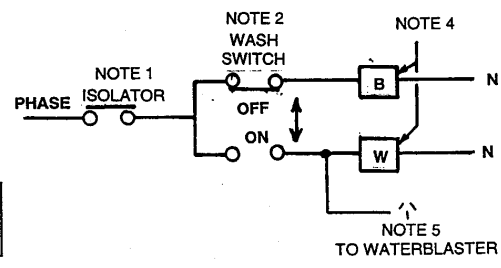 NOTE 2
WASH
SWITCH
NOTE 4
NOTE 1
ISOLATOR
PHASE
OFF
B
N
ON
W
N
NOTE 5
TO WATERBLASTER